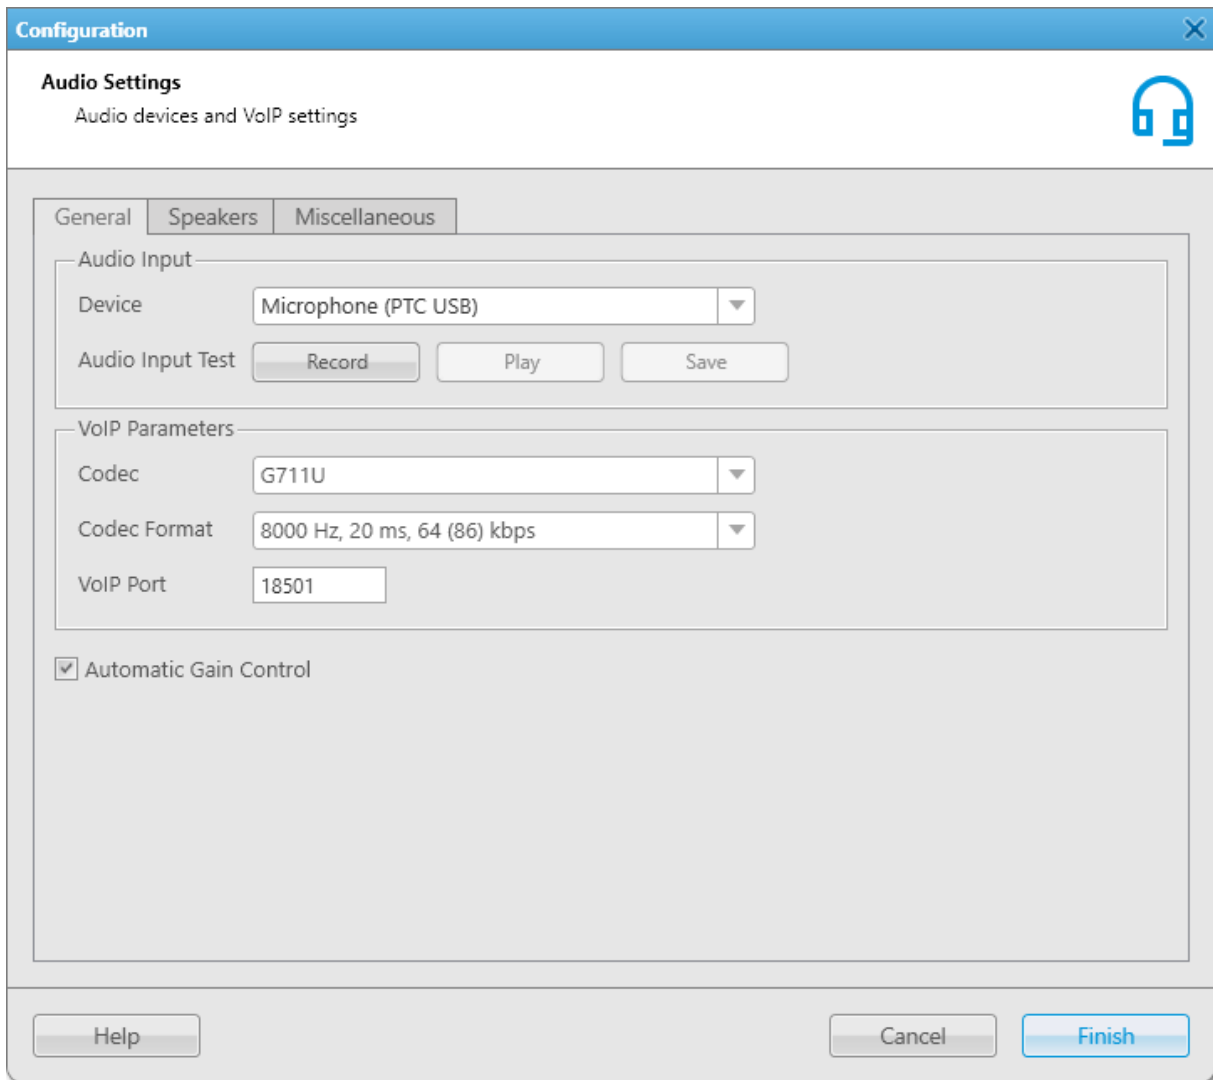 Configuration
Audio Settings
Audio devices and VoIP settings
General Speakers Miscellaneous
Audio Input
Device Microphone (PTC USB)
Audio Input Test Record Play Save
VoIP Parameters
Codec G711U
Codec Format 8000 Hz, 20 ms, 64 (86) kbps
VoIP Port 18501
Automatic Gain Control
Help Cancel Finish